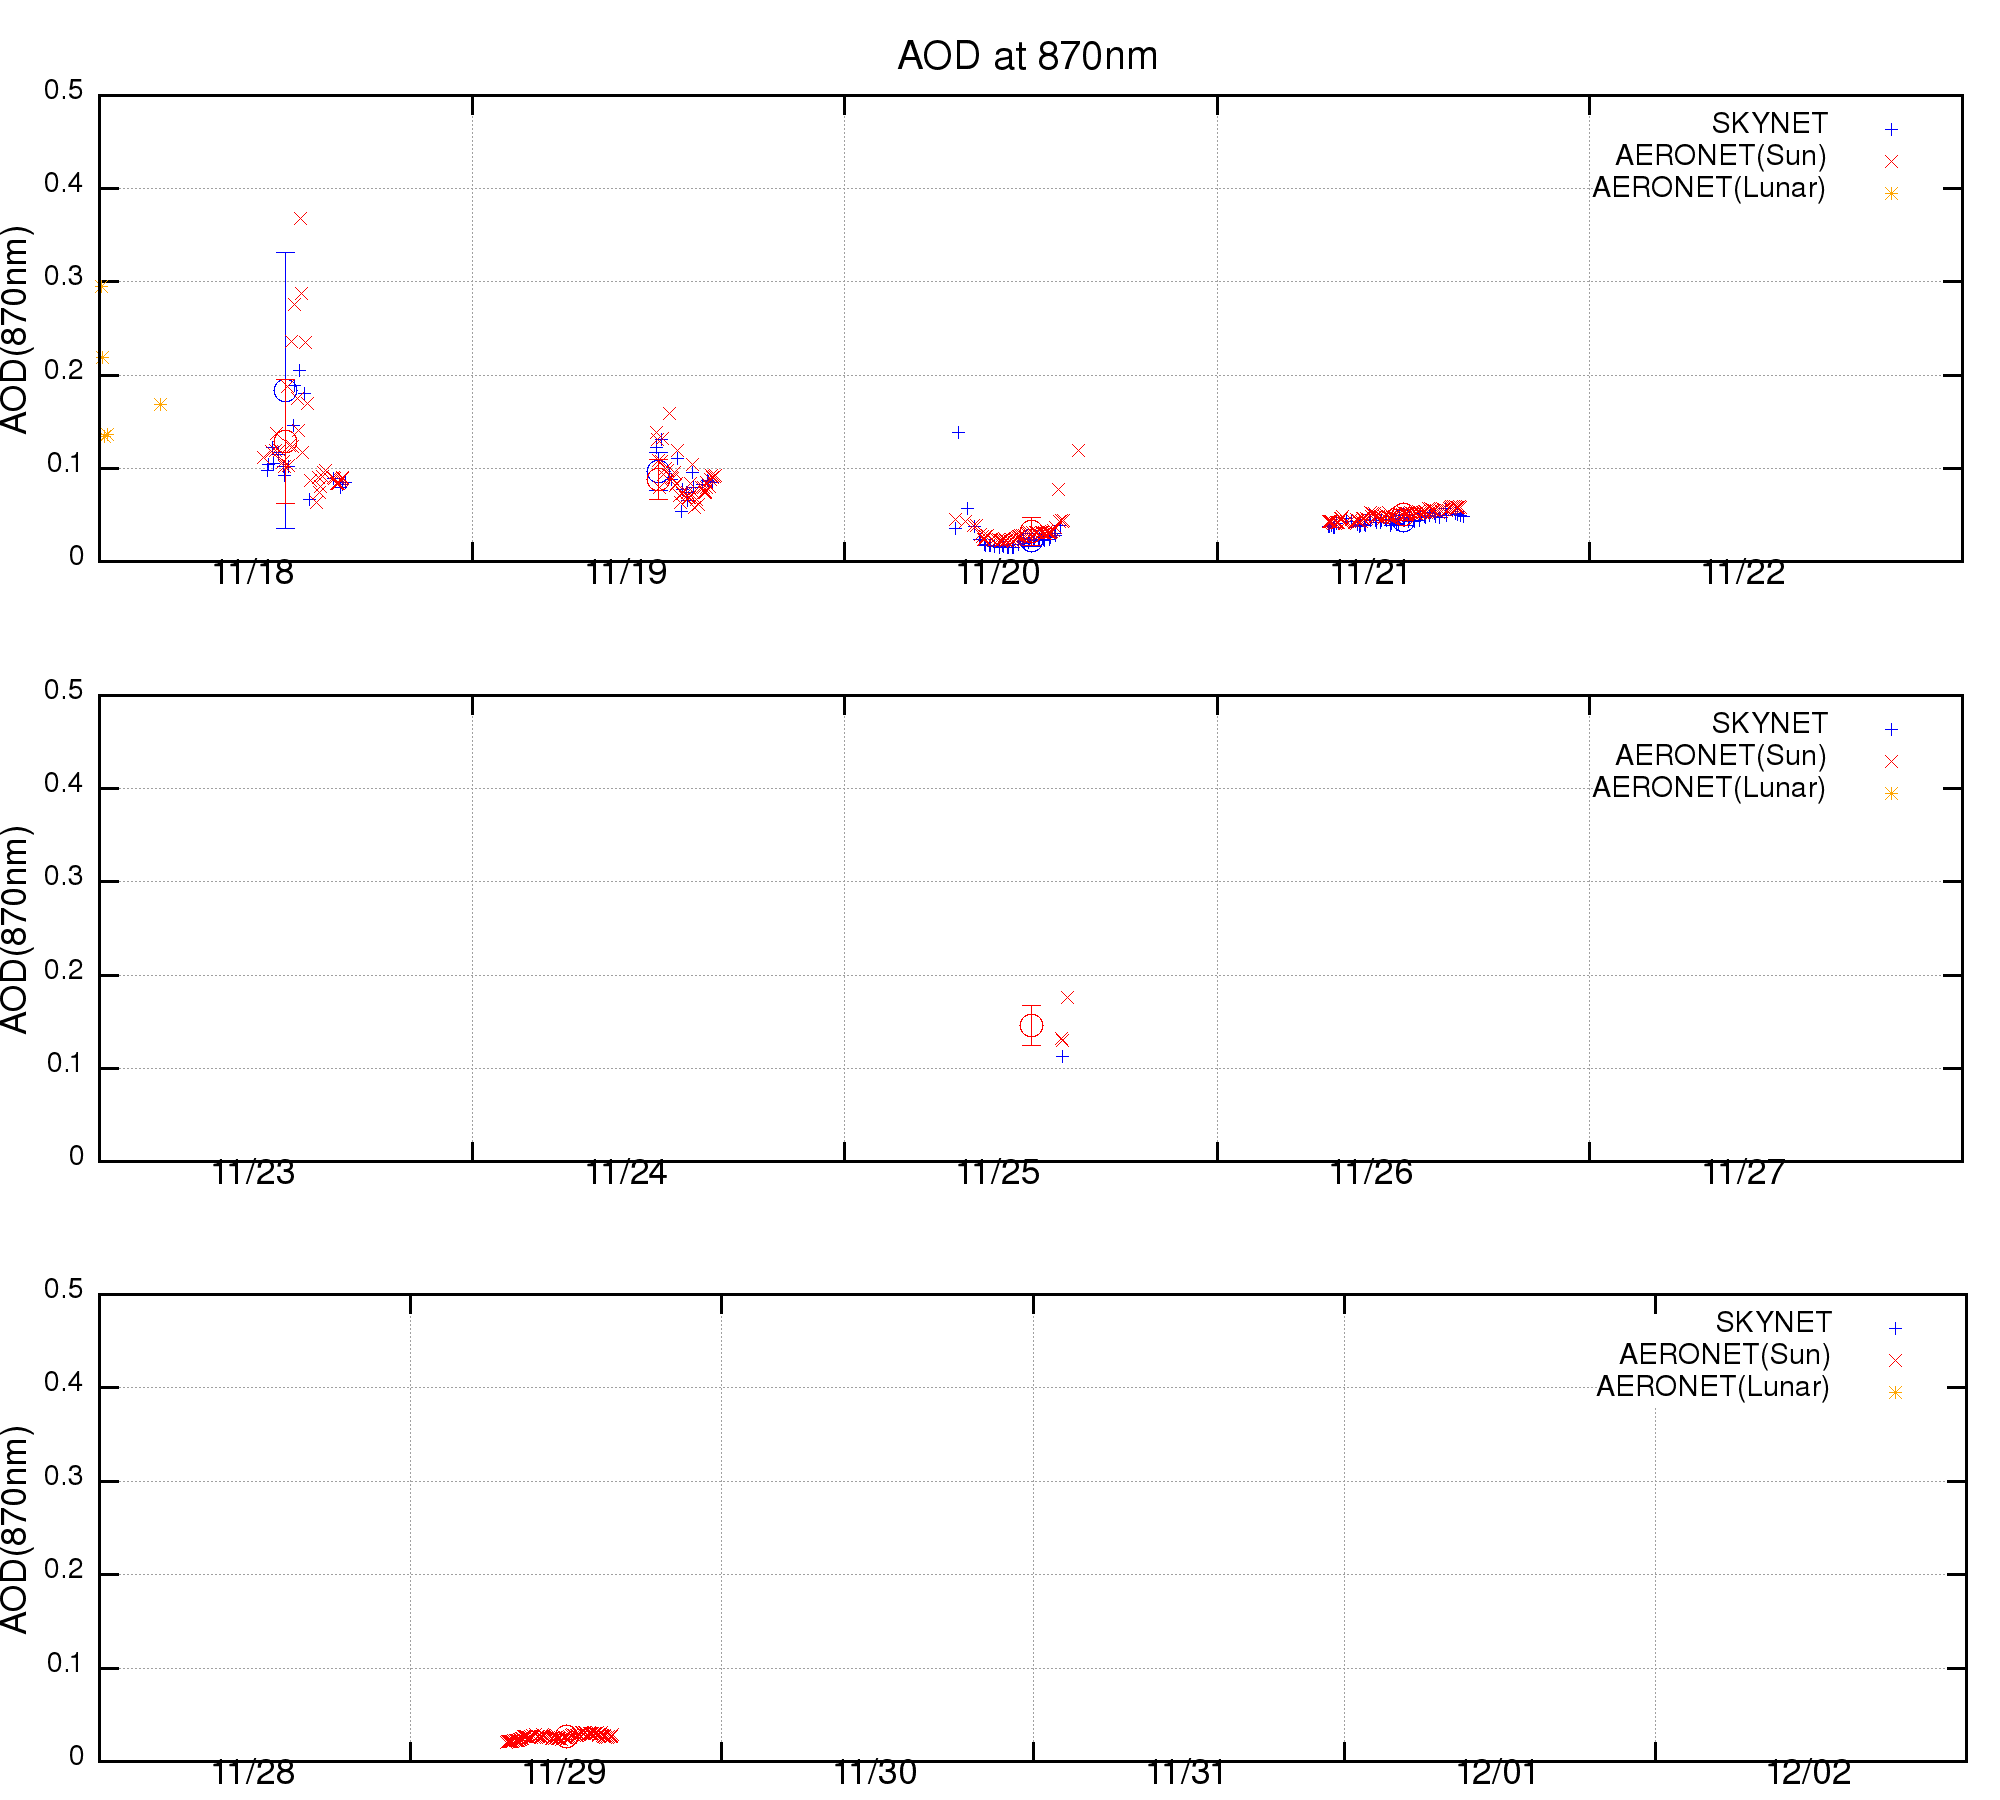 AOD at 870nm
AOD(870nm)
0.5
0.4
0.3
0.2
0.1
0
SKYNET
AERONET(Sun)
AERONET(Lunar)
11/18 11/19 11/20 11/21 11/22
AOD(870nm)
0.5
0.4
0.3
0.2
0.1
0
SKYNET
AERONET(Sun)
AERONET(Lunar)
11/23 11/24 11/25 11/26 11/27
AOD(870nm)
0.5
0.4
0.3
0.2
0.1
0
SKYNET
AERONET(Sun)
AERONET(Lunar)
11/28 11/29 11/30 11/31 12/01 12/02